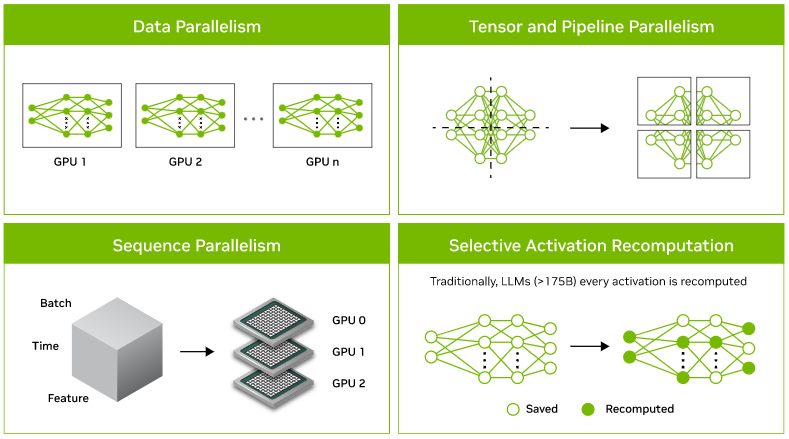 Data Parallelism
GPU 1
GPU 2
GPU n
Tensor and Pipeline Parallelism
Sequence Parallelism
Batch
Time
Feature
GPU 0
GPU 1
GPU 2
Selective Activation Recomputation
Traditionally, LLMs (>175B) every activation is recomputed
Saved
Recomputed